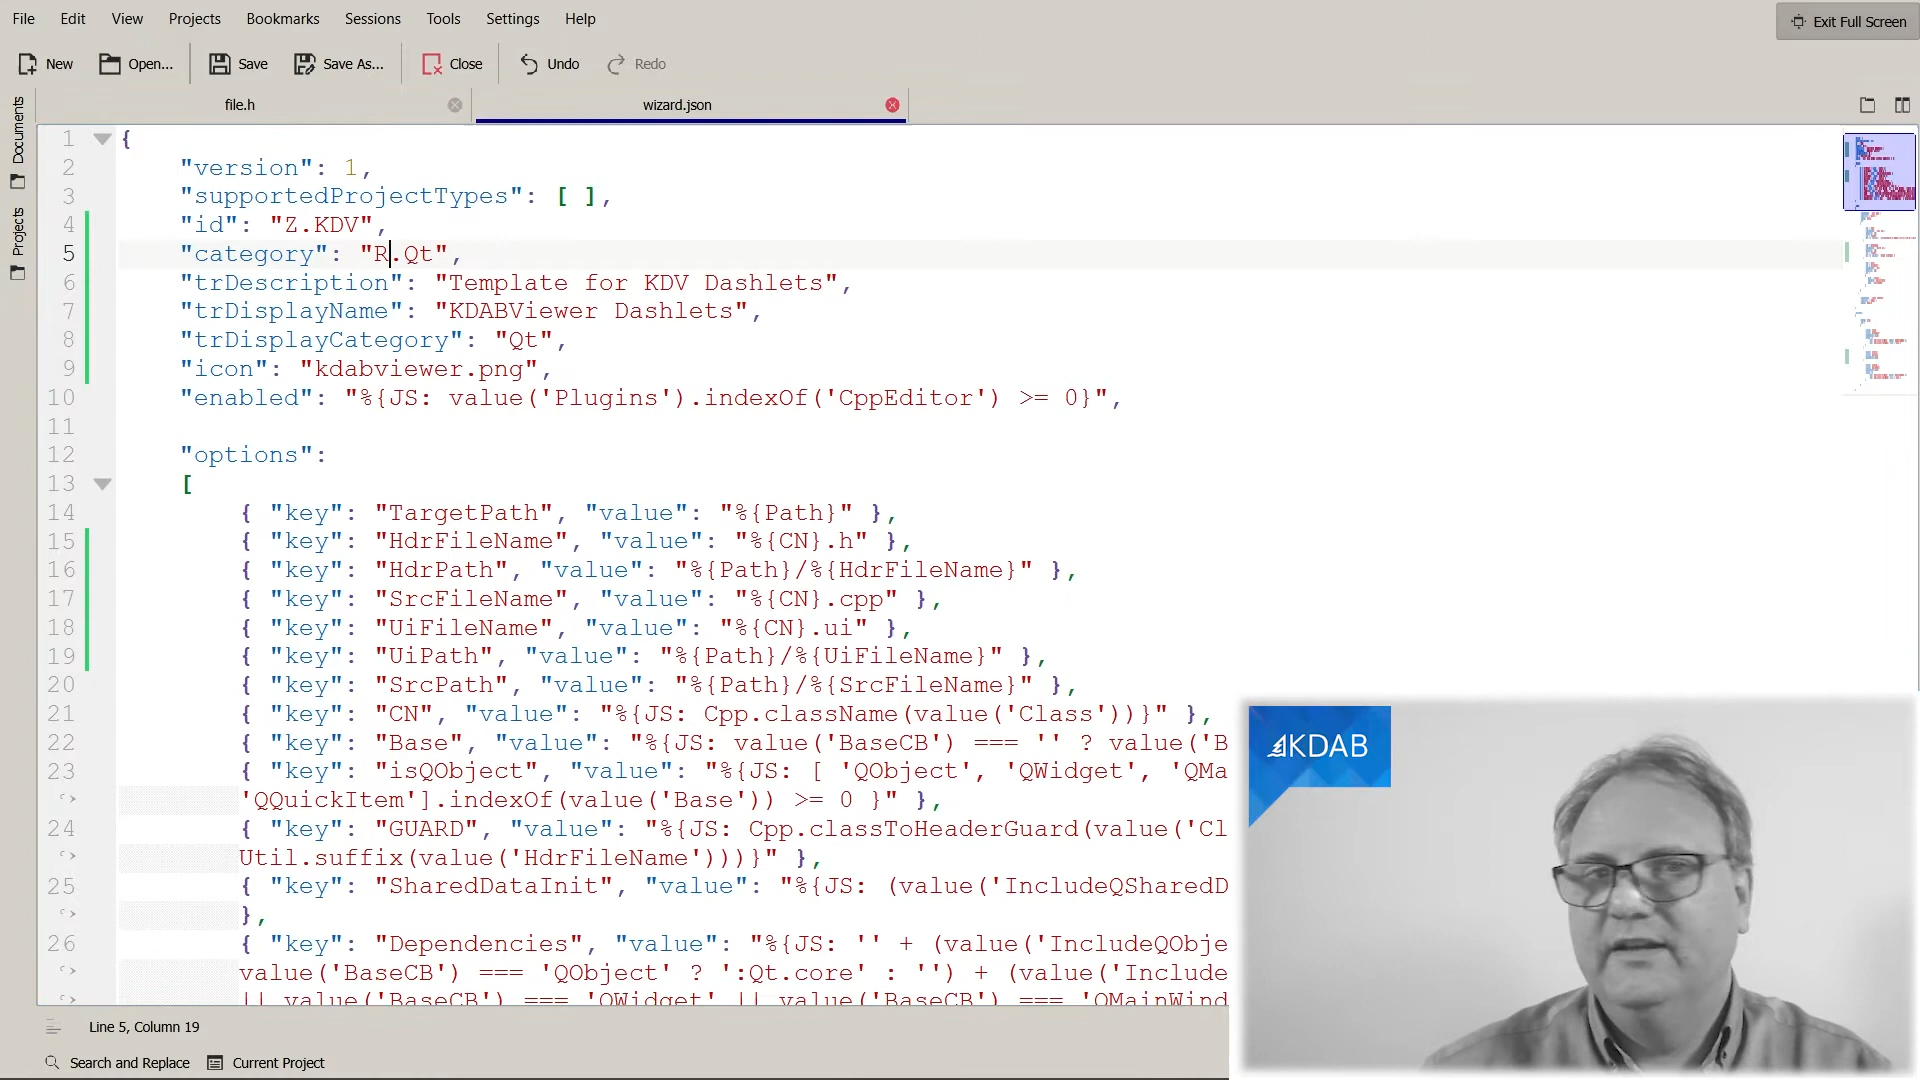 File Edit View Projects Bookmarks Sessions Tools Settings Help
Exit Full Screen
New Open... Save Save As... Close Undo Redo
file.h wizard.json
Documents
Projects
1 {
2 "version": 1,
3 "supportedProjectTypes": [ ],
4 "id": "Z.KDV",
5 "category": "R.Qt",
6 "trDescription": "Template for KDV Dashlets",
7 "trDisplayName": "KDABViewer Dashlets",
8 "trDisplayCategory": "Qt",
9 "icon": "kdabviewer.png",
10 "enabled": "%{JS: value('Plugins').indexOf('CppEditor') >= 0}",
11
12 "options":
13 [
14 { "key": "TargetPath", "value": "%{Path}" },
15 { "key": "HdrFileName", "value": "%{CN}.h" },
16 { "key": "HdrPath", "value": "%{Path}/%{HdrFileName}" },
17 { "key": "SrcFileName", "value": "%{CN}.cpp" },
18 { "key": "UiFileName", "value": "%{CN}.ui" },
19 { "key": "UiPath", "value": "%{Path}/%{UiFileName}" },
20 { "key": "SrcPath", "value": "%{Path}/%{SrcFileName}" },
21 { "key": "CN", "value": "%{JS: Cpp.className(value('Class'))}" },
22 { "key": "Base", "value": "%{JS: value('BaseCB') === '' ? value('B
23 { "key": "isQObject", "value": "%{JS: [ 'QObject', 'QWidget', 'QMa
'QQuickItem'].indexOf(value('Base')) >= 0 }" },
24 { "key": "GUARD", "value": "%{JS: Cpp.classToHeaderGuard(value('Cl
Util.suffix(value('HdrFileName')))}" },
25 { "key": "SharedDataInit", "value": "%{JS: (value('IncludeQSharedD
},
26 { "key": "Dependencies", "value": "%{JS: '' + (value('IncludeQObje
value('BaseCB') === 'QObject' ? ':Qt.core' : '') + (value('Include
|| value('BaseCB') === 'QWidget' || value('BaseCB') === 'QMainWind
KDAB
Line 5, Column 19
Search and Replace Current Project